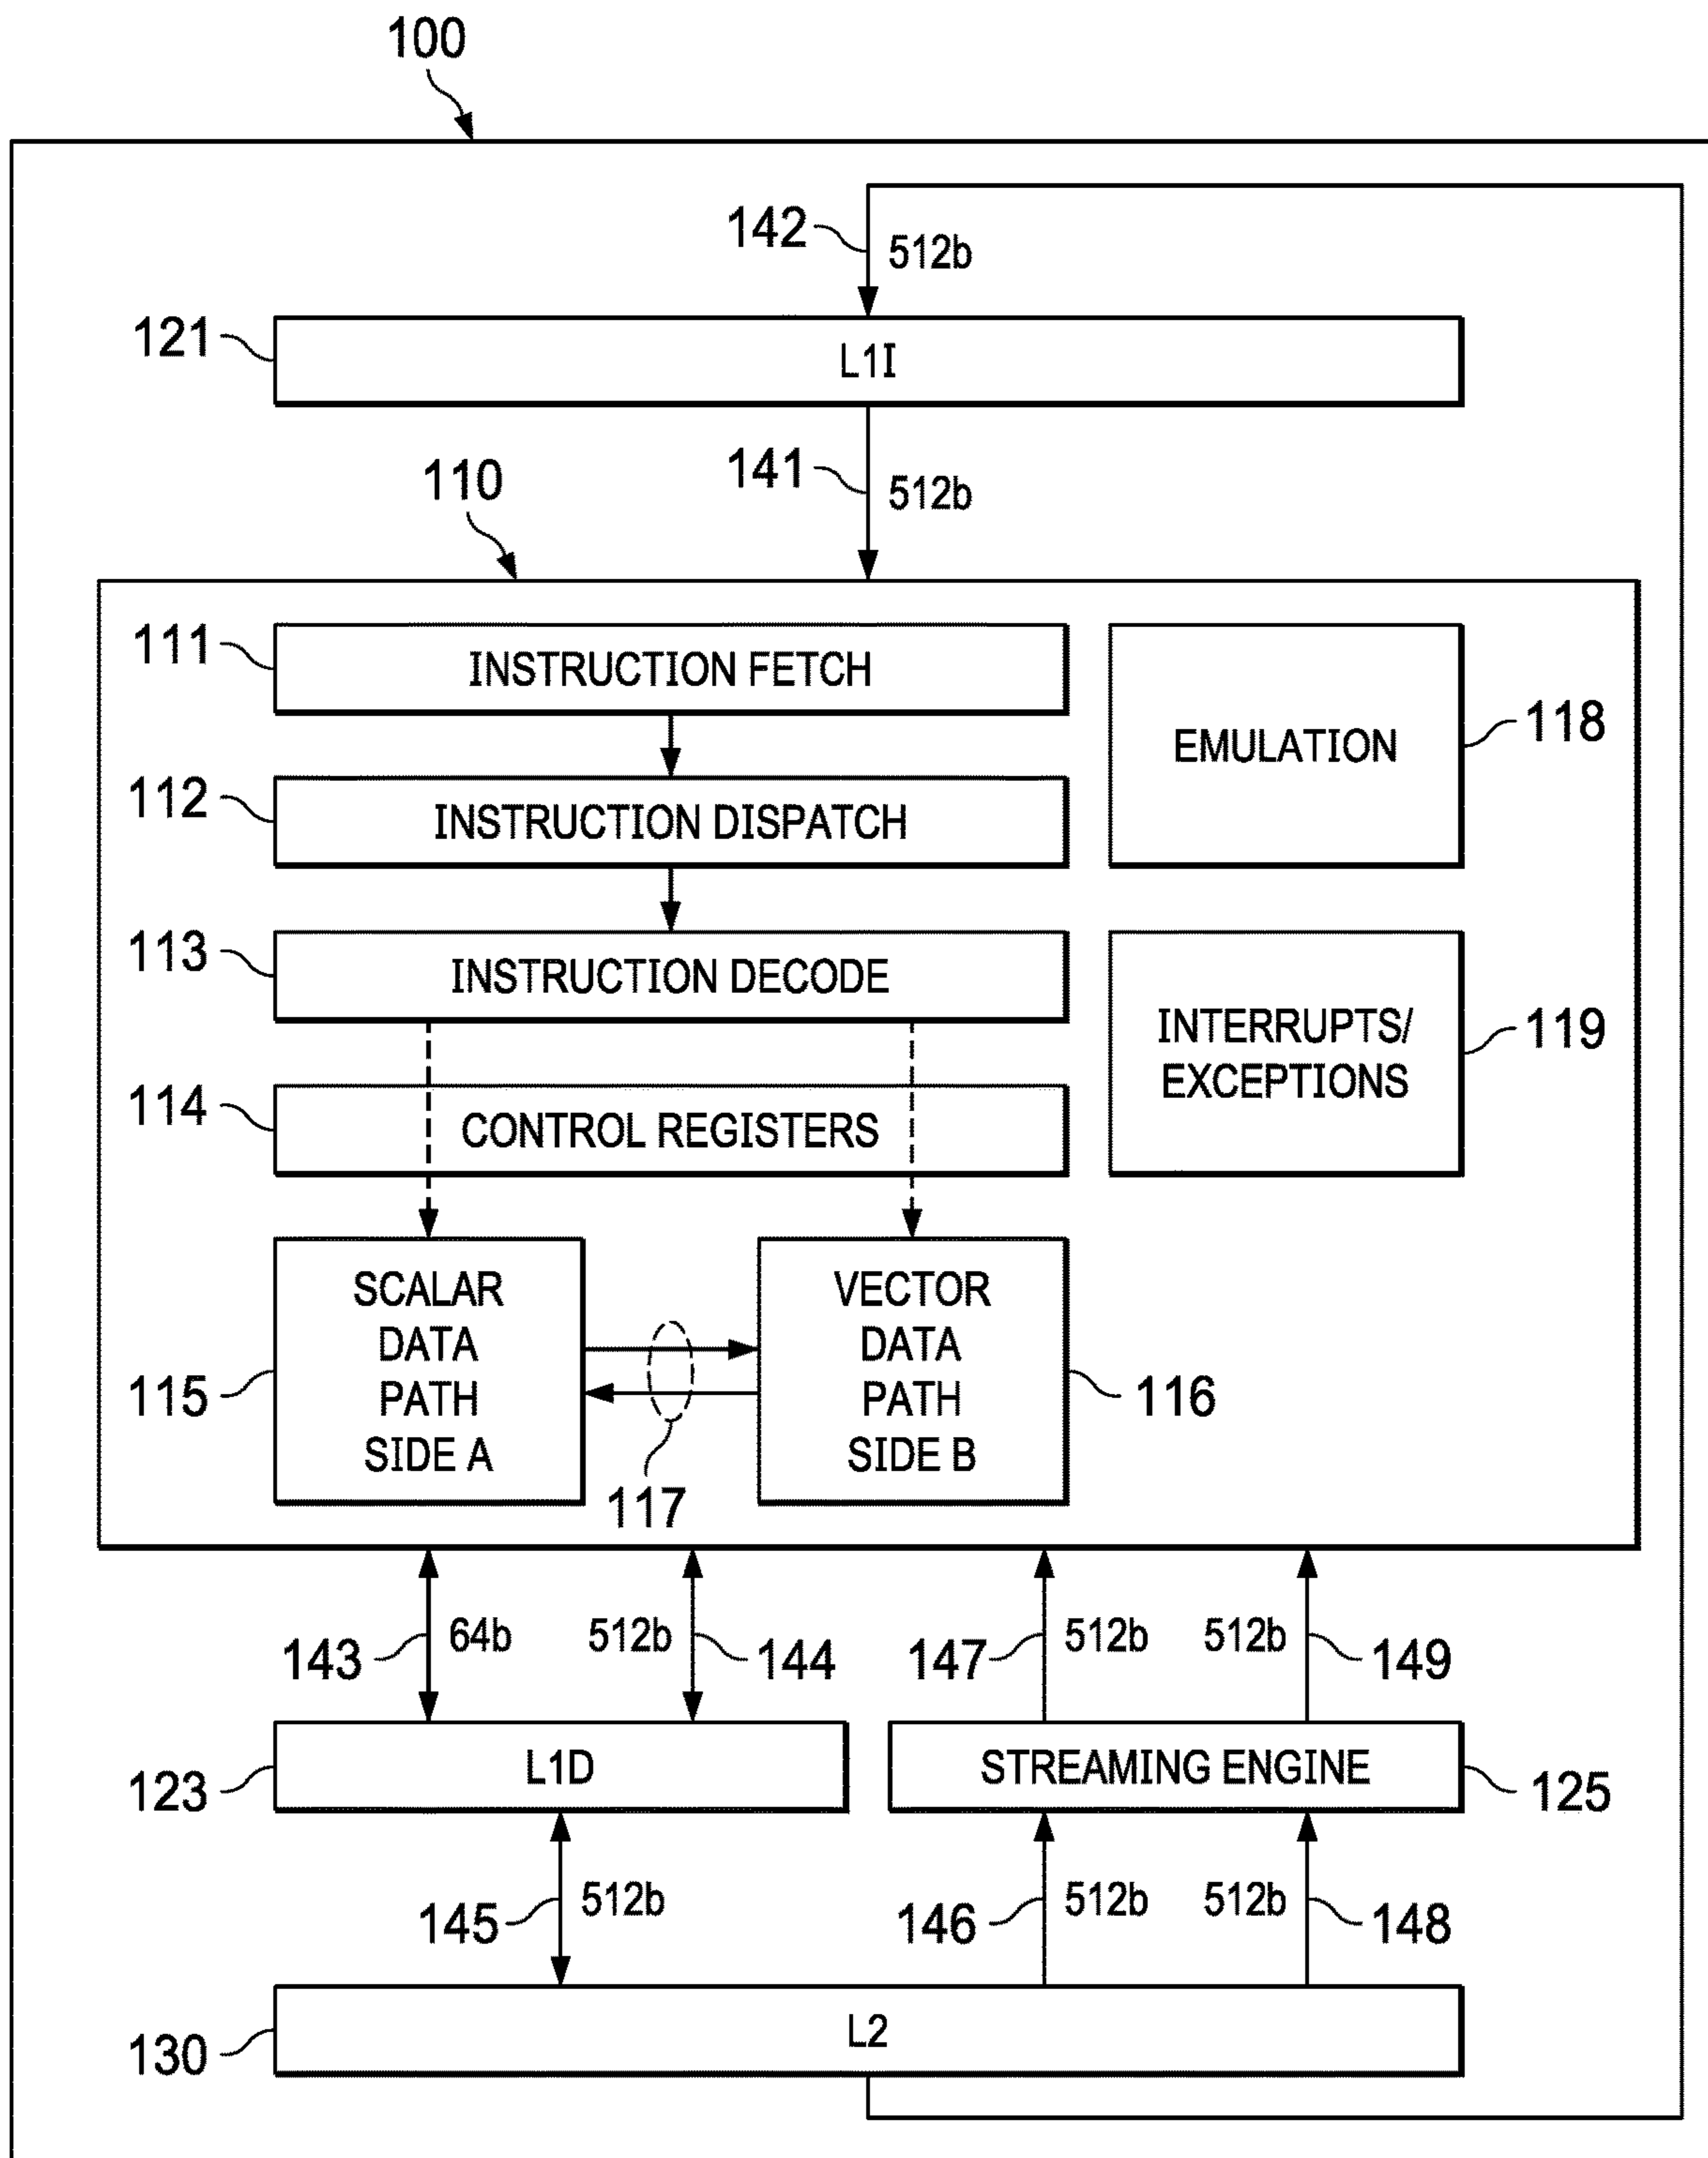 100
142
512b
121
L1I
141
512b
110
111
INSTRUCTION FETCH
EMULATION
118
112
INSTRUCTION DISPATCH
113
INSTRUCTION DECODE
INTERRUPTS/
EXCEPTIONS
119
114
CONTROL REGISTERS
SCALAR
DATA
PATH
SIDE A
115
VECTOR
DATA
PATH
SIDE B
116
117
143
64b
512b
144
147
512b
512b
149
123
L1D
STREAMING ENGINE
125
145
512b
146
512b
512b
148
130
L2